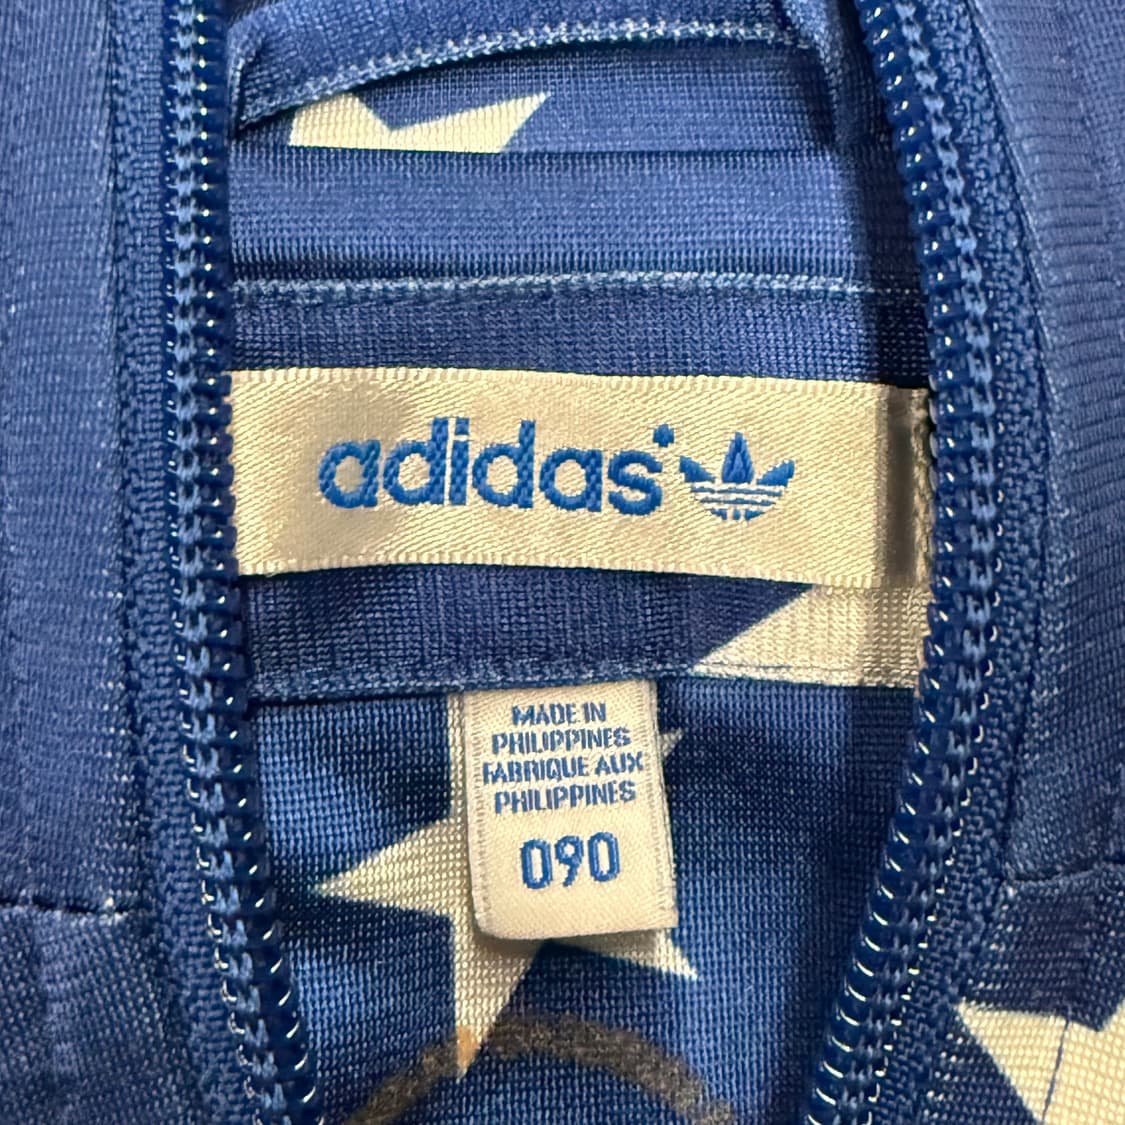 adidas
MADE IN
PHILIPPINES
FABRIQUE AUX
PHILIPPINES
090